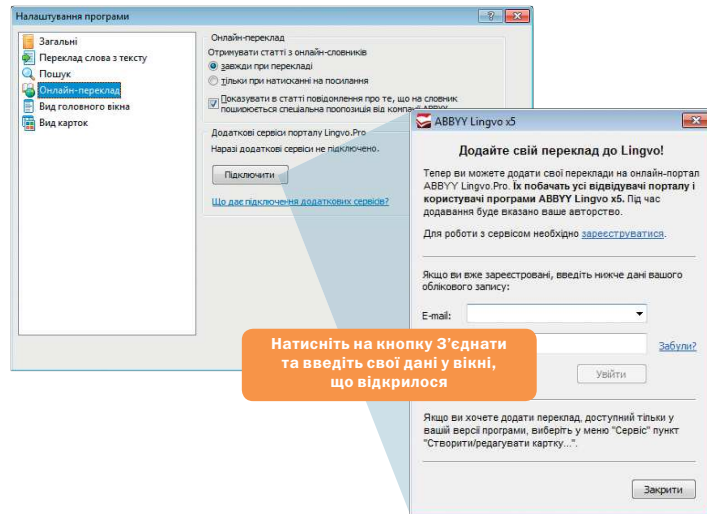 Налаштування програми
Загальні
Переклад слова з тексту
Пошук
Онлайн-переклад
Вид головного вікна
Вид карток
Онлайн-переклад
Отримувати статті з онлайн-словників
завжди при перекладі
тільки при натисканні на посилання
Показувати в статті повідомлення про те, що на словник
поширюється спеціальна пропозиція від компанії ABBYY
Додаткові сервіси порталу Lingvo.Pro
Наразі додаткові сервіси не підключено.
Підключити
Що дає підключення додаткових сервісів?
ABBYY Lingvo x5
Додайте свій переклад до Lingvo!
Тепер ви можете додати свої переклади на онлайн-портал
ABBYY Lingvo.Pro. Їх побачать усі відвідувачі порталу і
користувачі програми ABBYY Lingvo x5. Під час
додавання буде вказано ваше авторство.
Для роботи з сервісом необхідно зареєструватися.
Якщо ви вже зареєстровані, введіть нижче дані вашого
облікового запису:
E-mail:
Забули?
Увійти
Натисніть на кнопку З’єднати
та введіть свої дані у вікні,
що відкрилося
Якщо ви хочете додати переклад, доступний тільки у
вашій версії програми, виберіть у меню "Сервіс" пункт
"Створити/редагувати картку...".
Закрити